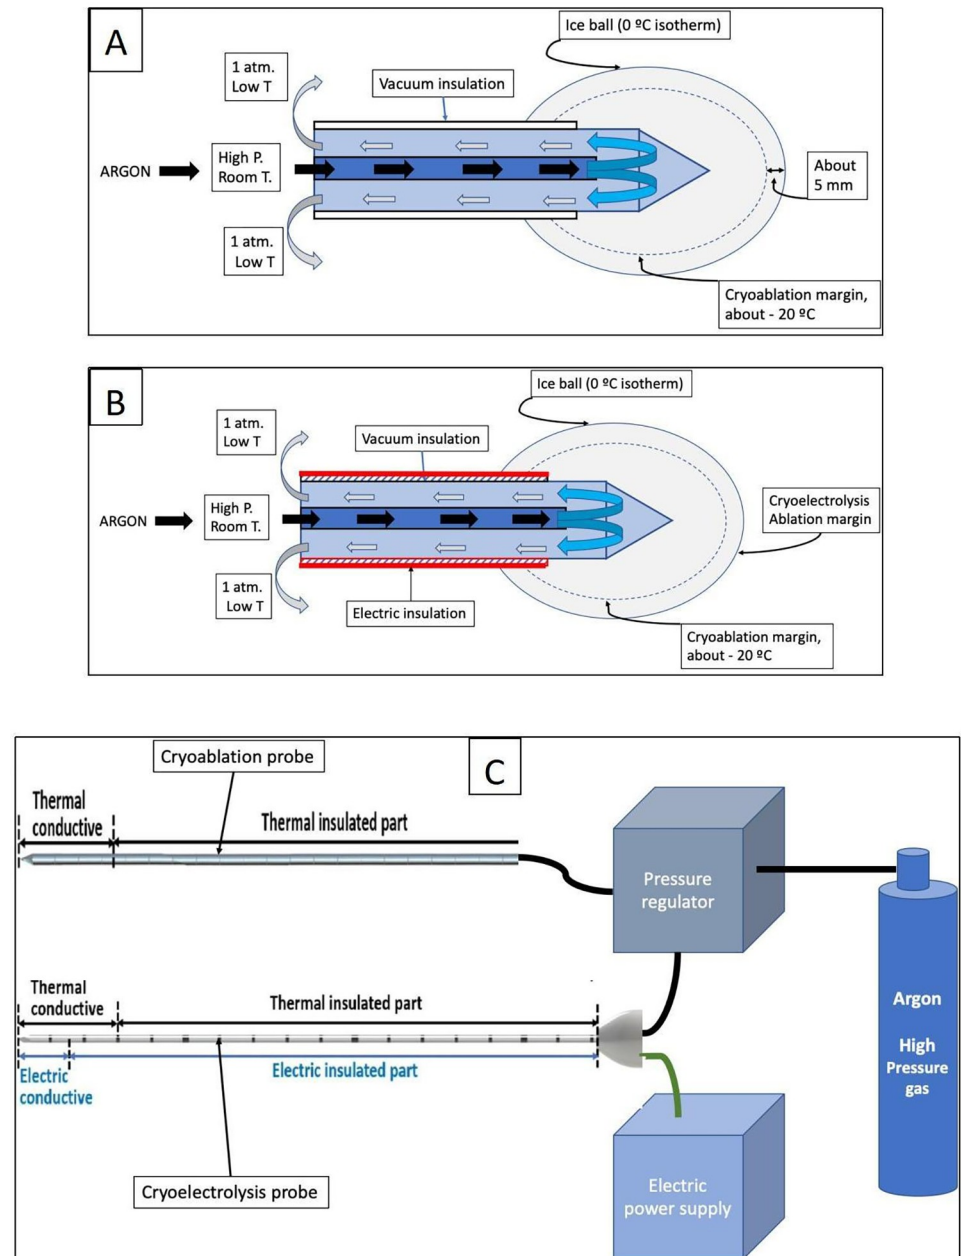 A
Ice ball (0 ºC isotherm)
1 atm.
Low T
Vacuum insulation
ARGON
High P.
Room T.
About
5 mm
1 atm.
Low T
Cryoablation margin,
about - 20 ºC
B
Ice ball (0 ºC isotherm)
1 atm.
Low T
Vacuum insulation
ARGON
High P.
Room T.
Cryoelectrolysis
Ablation margin
1 atm.
Low T
Electric insulation
Cryoablation margin,
about - 20 ºC
C
Cryoablation probe
Thermal
conductive
Thermal insulated part
Pressure
regulator
Thermal
conductive
Thermal insulated part
Electric
conductive
Electric insulated part
Argon
High
Pressure
gas
Cryoelectrolysis probe
Electric
power supply